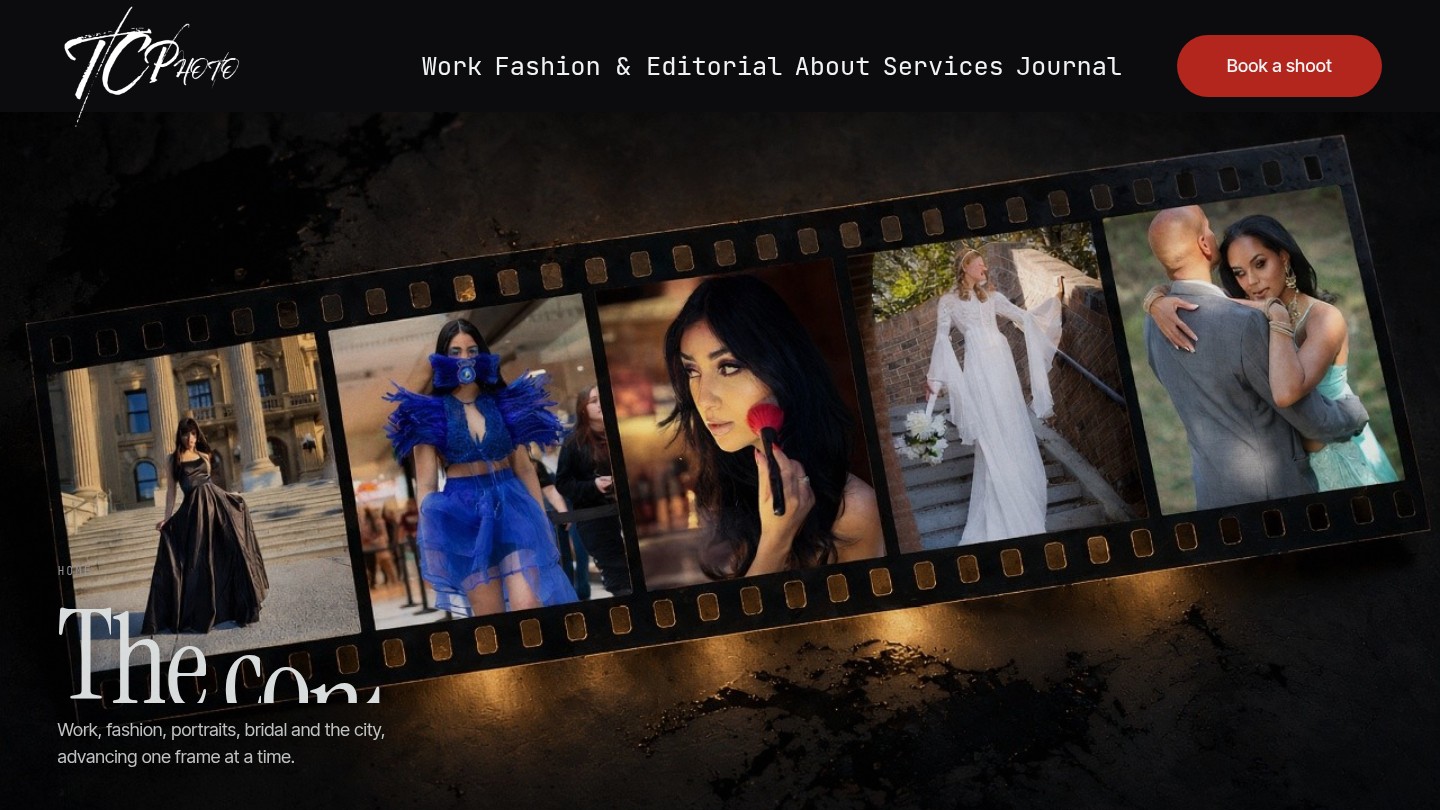 TCPHOTO
Work Fashion & Editorial About Services Journal
Book a shoot
The
Work, fashion, portraits, bridal and the city,
advancing one frame at a time.